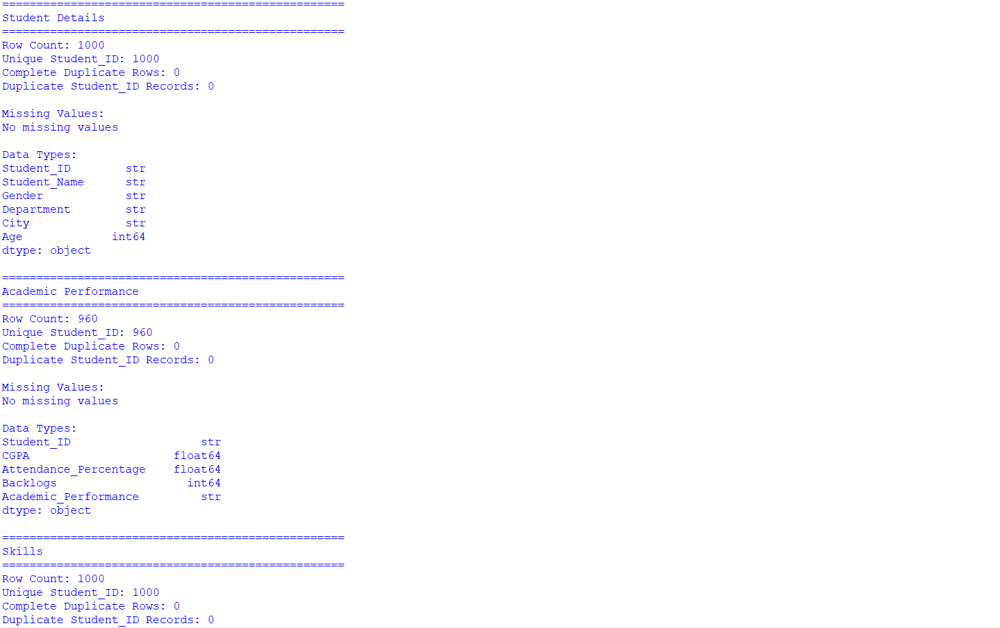 ==================================================
Student Details
==================================================
Row Count: 1000
Unique Student_ID: 1000
Complete Duplicate Rows: 0
Duplicate Student_ID Records: 0

Missing Values:
No missing values

Data Types:
Student_ID        str
Student_Name      str
Gender            str
Department        str
City              str
Age             int64
dtype: object

==================================================
Academic Performance
==================================================
Row Count: 960
Unique Student_ID: 960
Complete Duplicate Rows: 0
Duplicate Student_ID Records: 0

Missing Values:
No missing values

Data Types:
Student_ID                   str
CGPA                     float64
Attendance_Percentage    float64
Backlogs                   int64
Academic_Performance         str
dtype: object

==================================================
Skills
==================================================
Row Count: 1000
Unique Student_ID: 1000
Complete Duplicate Rows: 0
Duplicate Student_ID Records: 0